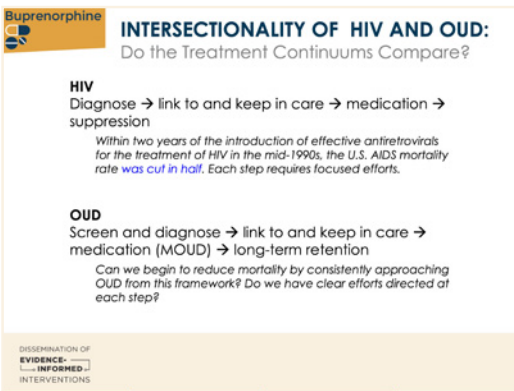 Buprenorphine
INTERSECTIONALITY OF HIV AND OUD:
Do the Treatment Continuums Compare?
HIV
Diagnose → link to and keep in care → medication →
suppression
Within two years of the introduction of effective antiretrovirals
for the treatment of HIV in the mid-1990s, the U.S. AIDS mortality
rate was cut in half. Each step requires focused efforts.
OUD
Screen and diagnose → link to and keep in care →
medication (MOUD) → long-term retention
Can we begin to reduce mortality by consistently approaching
OUD from this framework? Do we have clear efforts directed at
each step?
DISSEMINATION OF
EVIDENCE-
INFORMED
INTERVENTIONS